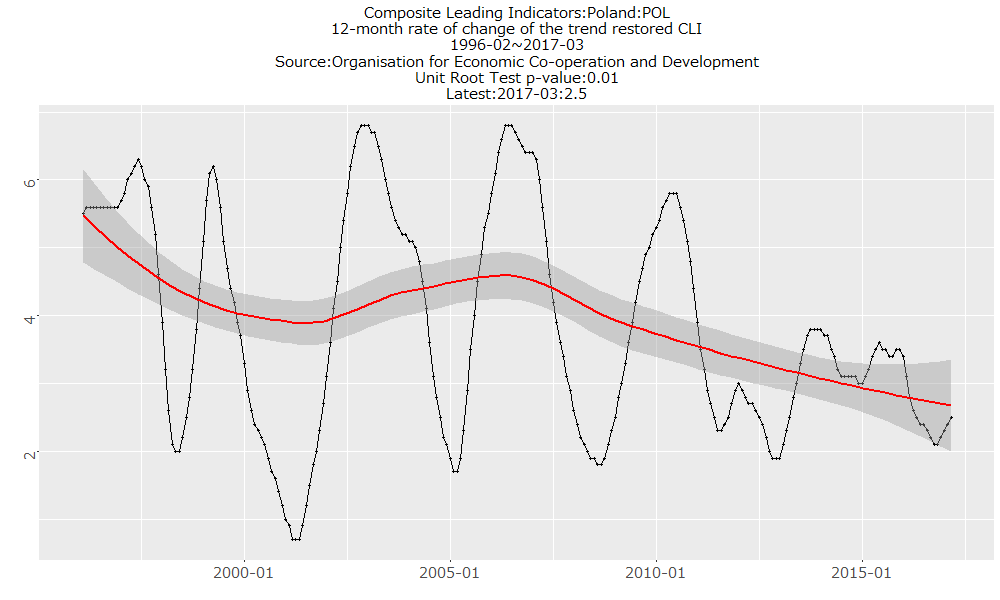 Composite Leading Indicators:Poland:POL
12-month rate of change of the trend restored CLI
1996-02~2017-03
Source:Organisation for Economic Co-operation and Development
Unit Root Test p-value:0.01
Latest:2017-03:2.5
6
4
2
2000-01 2005-01 2010-01 2015-01